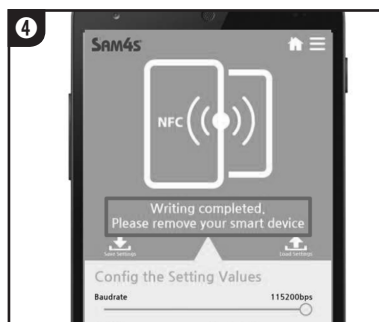 4
SAM4S
NFC
Writing completed,
Please remove your smart device
Save Settings Load Settings
Config the Setting Values
Baudrate 115200bps